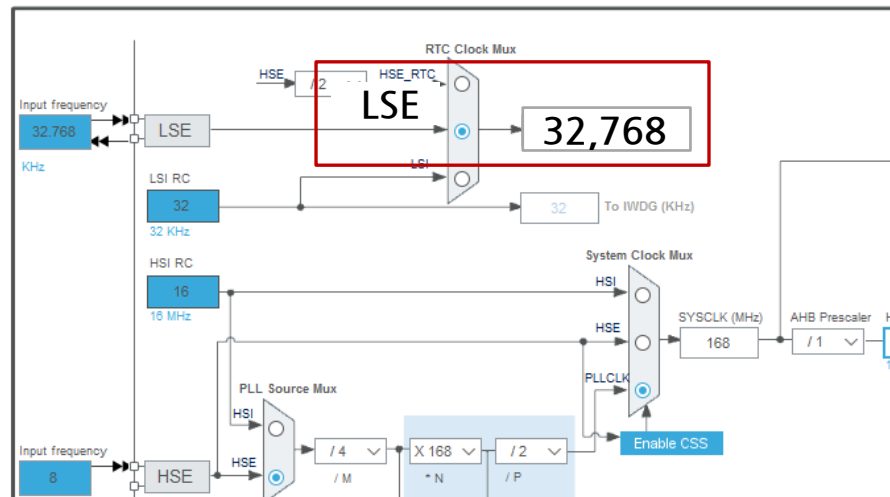 RTC Clock Mux
HSE
/ 2
HSE_RTC
Input frequency
LSE
32.768
LSE
32,768
KHz
LSI
LSI RC
32
32
To IWDG (KHz)
32 KHz
System Clock Mux
HSI RC
HSI
16
16 MHz
SYSCLK (MHz)
AHB Prescaler
HSE
168
/ 1
PLL Source Mux
PLLCLK
HSI
Enable CSS
Input frequency
/ 4
X 168
/ 2
HSE
8
HSE
/ M
* N
/ P